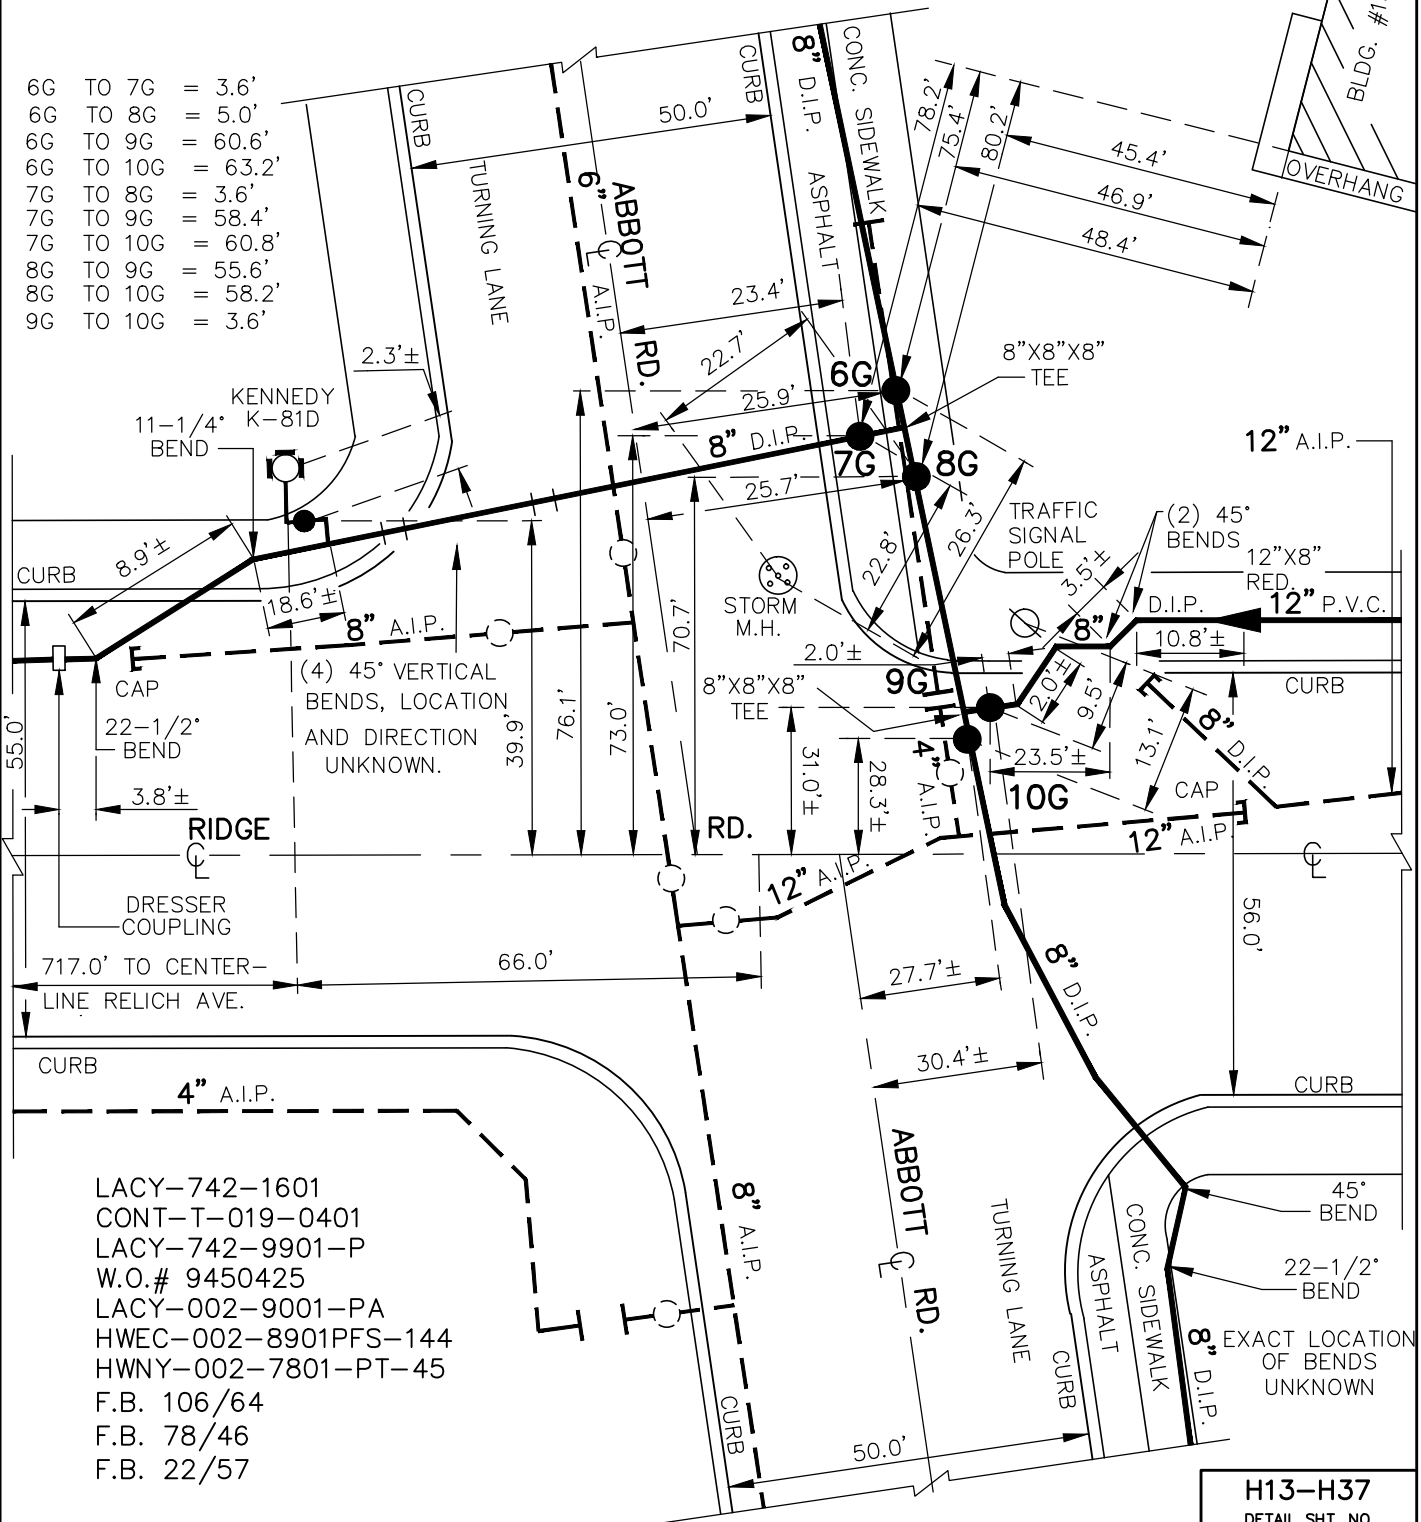 6G TO 7G = 3.6'
6G TO 8G = 5.0'
6G TO 9G = 60.6'
6G TO 10G = 63.2'
7G TO 8G = 3.6'
7G TO 9G = 58.4'
7G TO 10G = 60.8'
8G TO 9G = 55.6'
8G TO 10G = 58.2'
9G TO 10G = 3.6'
CURB
50.0'
CURB
8" D.I.P.
CONC. SIDEWALK
ASPHALT
TURNING LANE
6" A.I.P.
ABBOTT RD.
78.2'
75.4'
80.2'
45.4'
46.9'
48.4'
BLDG. #1
OVERHANG
23.4'
22.7'
25.9'
2.3'±
KENNEDY
K-81D
11-1/4°
BEND
6G
8"X8"X8"
TEE
8" D.I.P.
7G
8G
25.7'
12" A.I.P.
TRAFFIC
SIGNAL
POLE
(2) 45°
BENDS
12"X8"
RED.
3.5'±
26.3'
22.8'
8.9'±
CURB
18.6'±
8" A.I.P.
STORM
M.H.
2.0'±
8" D.I.P.
12" P.V.C.
10.8'±
CURB
CAP
(4) 45° VERTICAL
BENDS, LOCATION
AND DIRECTION
UNKNOWN.
22-1/2°
BEND
8"X8"X8"
TEE
9G
2.0'±
9.5'
13.1'
8" D.I.P.
55.0'
39.9'
76.1'
73.0'
70.7'
31.0'±
28.3'±
4" A.I.P.
23.5'±
10G
CAP
12" A.I.P.
3.8'±
RIDGE RD.
CL
CL
CL
12" A.I.P.
DRESSER
COUPLING
717.0' TO CENTER-
LINE RELICH AVE.
66.0'
27.7'±
8" D.I.P.
56.0'
30.4'±
CURB
4" A.I.P.
CURB
ABBOTT RD.
CL
8" A.I.P.
TURNING LANE
ASPHALT
CONC. SIDEWALK
45°
BEND
22-1/2°
BEND
8" D.I.P.
EXACT LOCATION
OF BENDS
UNKNOWN
CURB
CURB
50.0'
LACY-742-1601
CONT-T-019-0401
LACY-742-9901-P
W.O.# 9450425
LACY-002-9001-PA
HWEC-002-8901PFS-144
HWNY-002-7801-PT-45
F.B. 106/64
F.B. 78/46
F.B. 22/57
H13-H37
DETAIL SHT. NO.